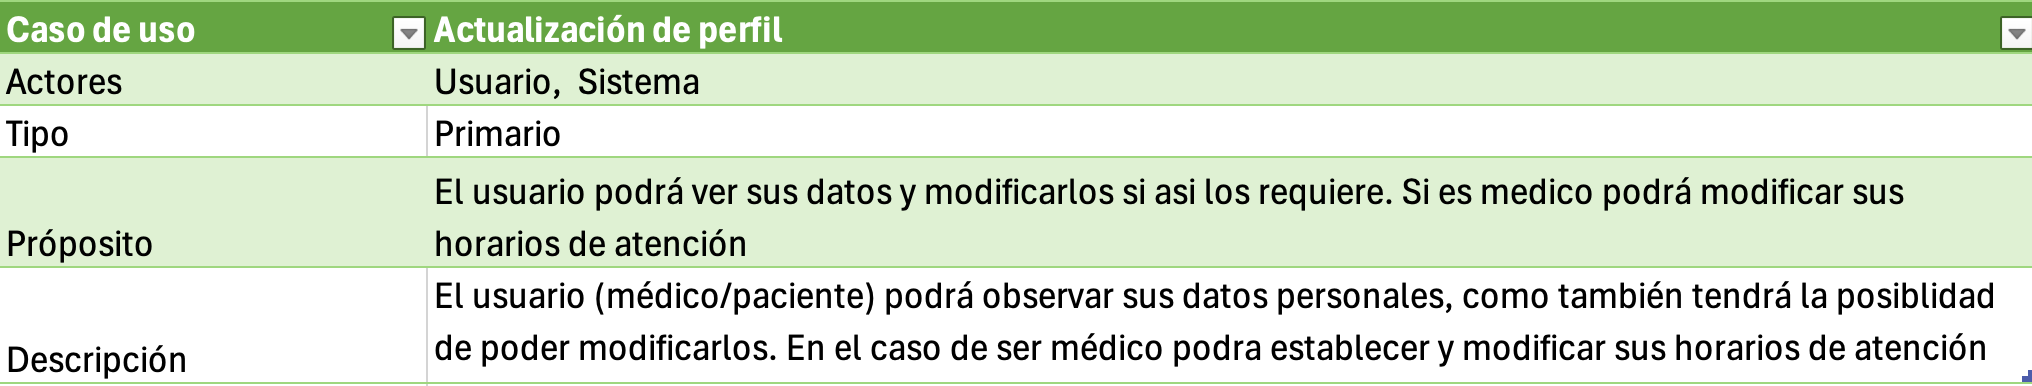 Caso de uso Actualización de perfil
Actores Usuario,  Sistema
Tipo Primario
El usuario podrá ver sus datos y modificarlos si asi los requiere. Si es medico podrá modificar sus
Próposito horarios de atención
El usuario (médico/paciente) podrá observar sus datos personales, como también tendrá la posiblidad
de poder modificarlos. En el caso de ser médico podra establecer y modificar sus horarios de atención
Descripción